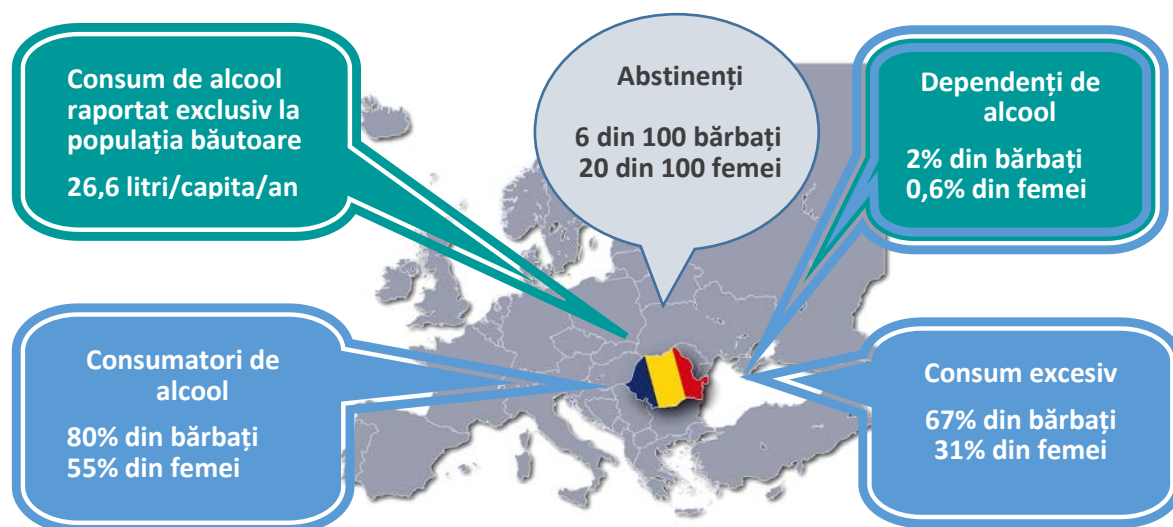 Consum de alcool
raportat exclusiv la
populația băutoare
26,6 litri/capita/an
Abstinenți
6 din 100 bărbați
20 din 100 femei
Dependenți de
alcool
2% din bărbați
0,6% din femei
Consumatori de
alcool
80% din bărbați
55% din femei
Consum excesiv
67% din bărbați
31% din femei